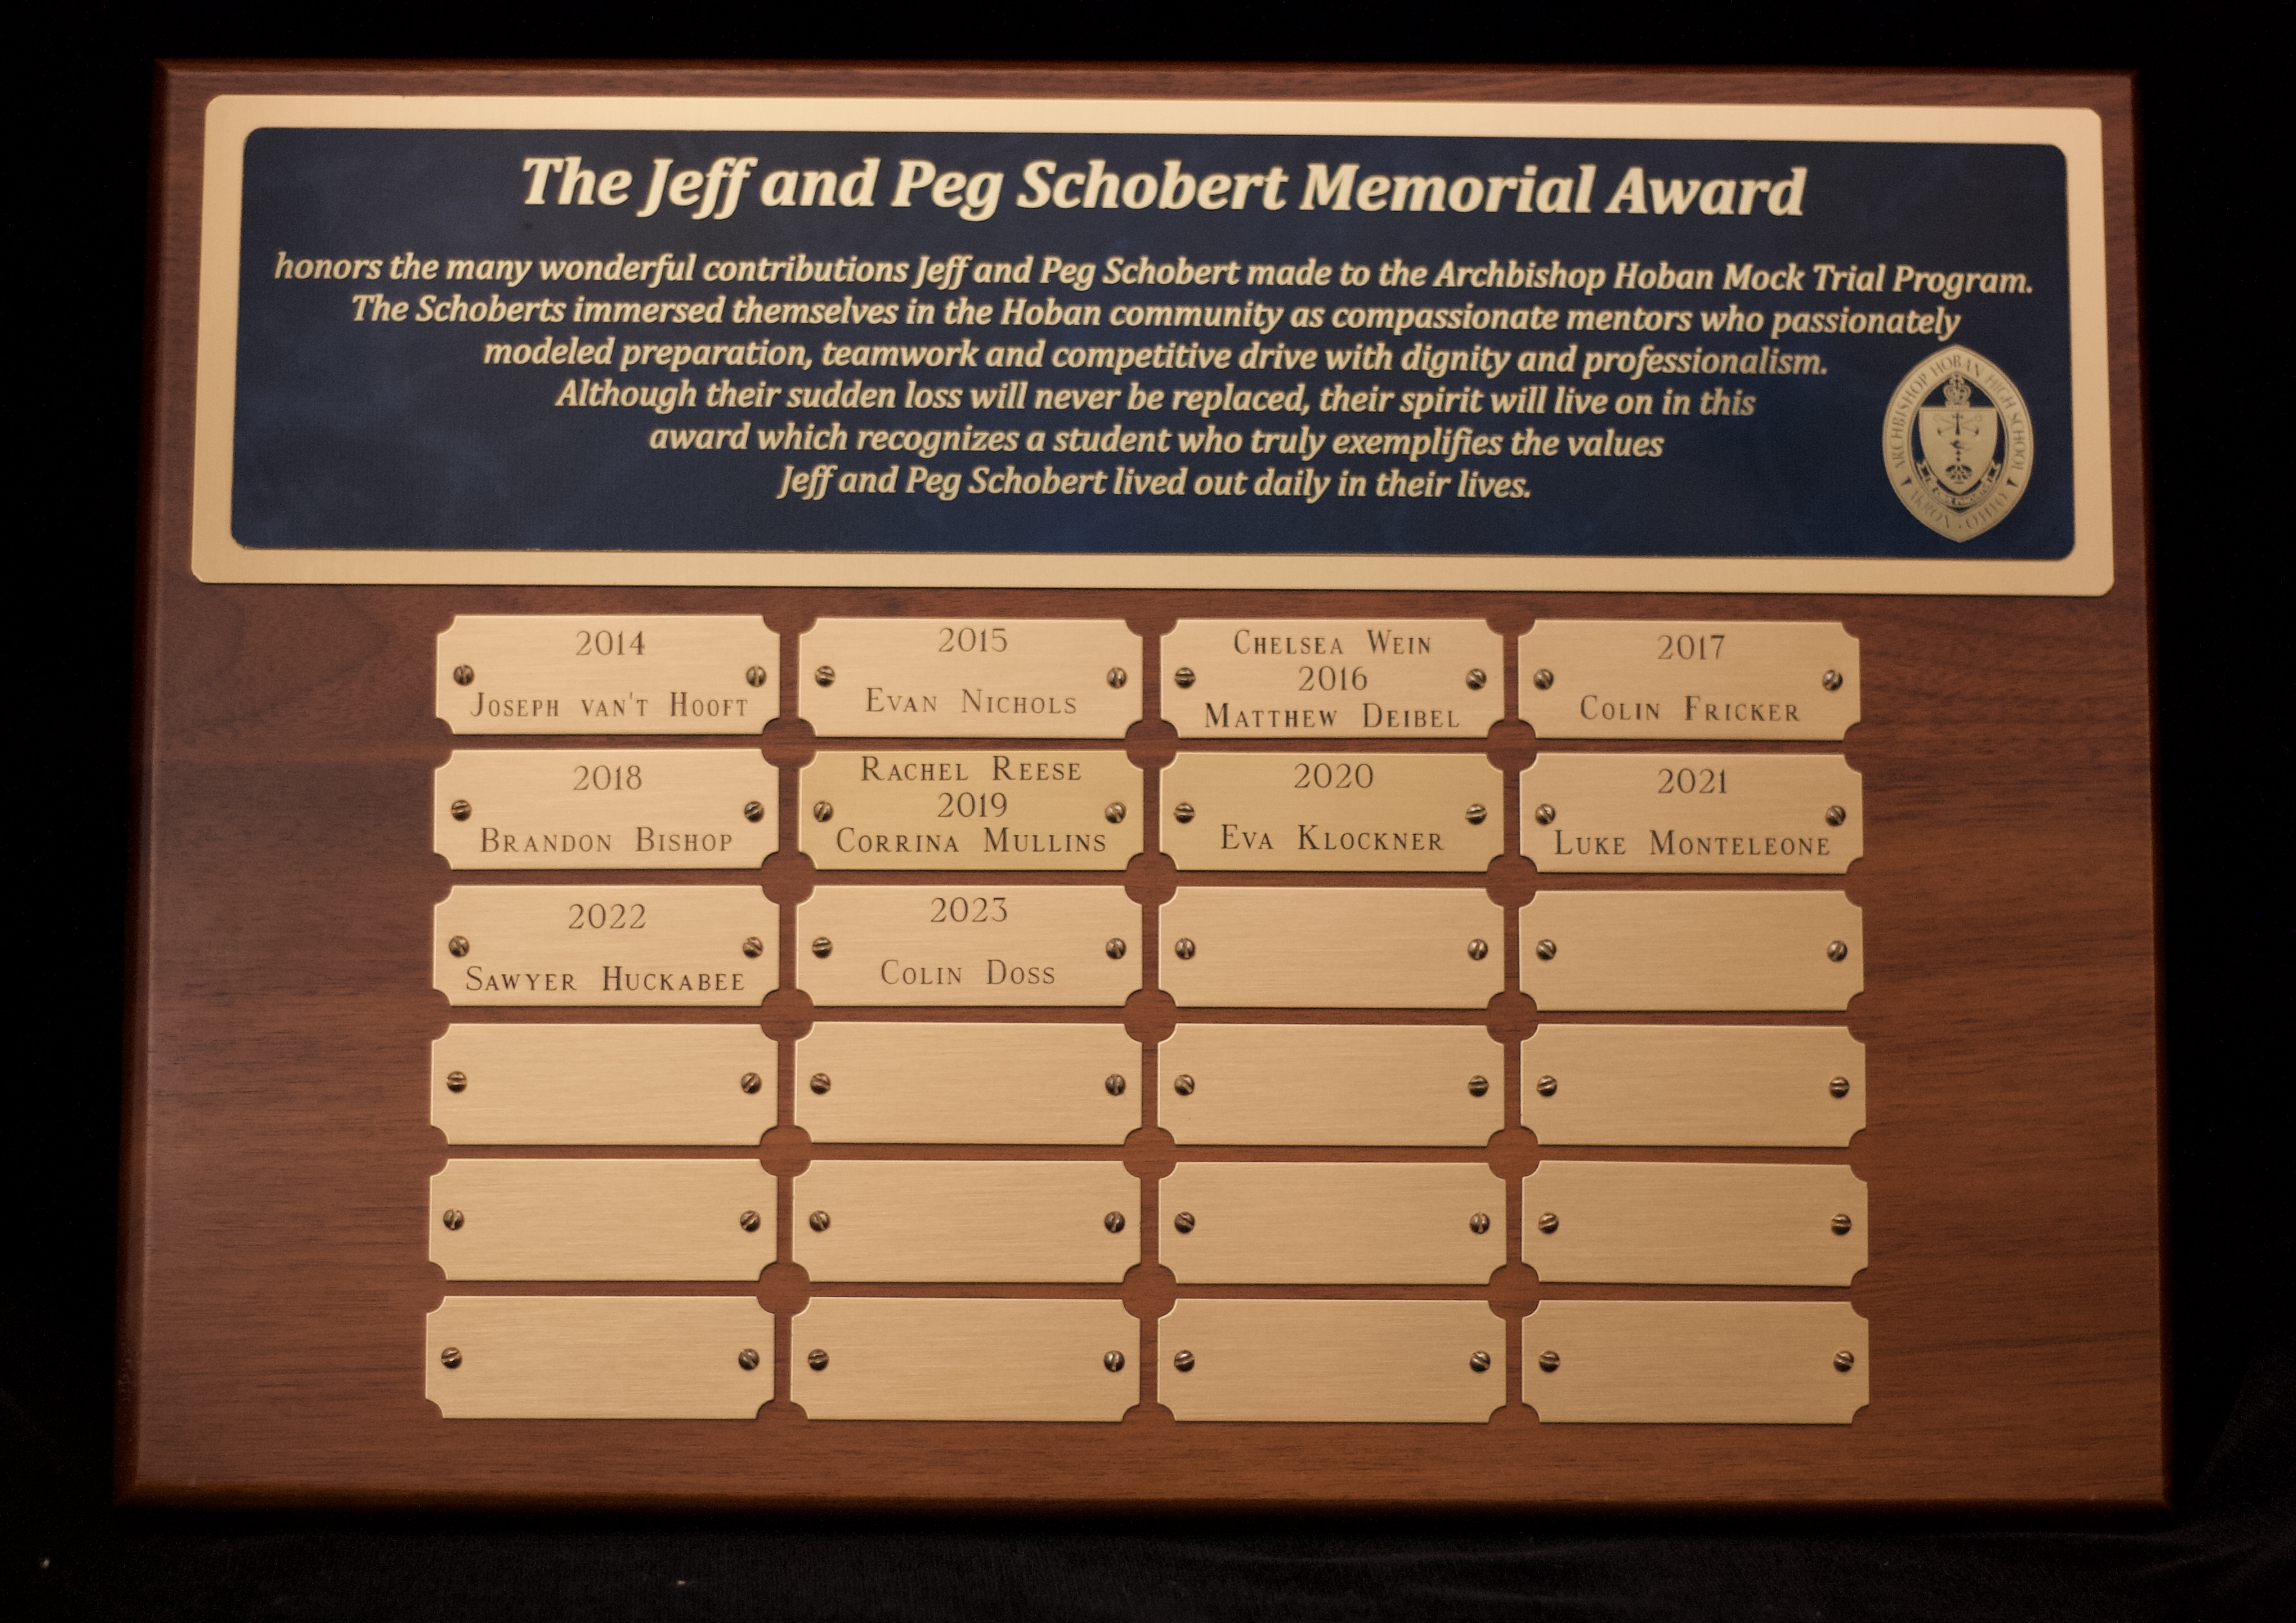 The Jeff and Peg Schobert Memorial Award
honors the many wonderful contributions Jeff and Peg Schobert made to the Archbishop Hoban Mock Trial Program.
The Schoberts immersed themselves in the Hoban community as compassionate mentors who passionately
modeled preparation, teamwork and competitive drive with dignity and professionalism.
Although their sudden loss will never be replaced, their spirit will live on in this
award which recognizes a student who truly exemplifies the values
Jeff and Peg Schobert lived out daily in their lives.
ARCHBISHOP HOBAN HIGH SCHOOL
AKRON · OHIO
2014
JOSEPH VAN'T HOOFT
2015
EVAN NICHOLS
CHELSEA WEIN
2016
MATTHEW DEIBEL
2017
COLIN FRICKER
2018
BRANDON BISHOP
RACHEL REESE
2019
CORRINA MULLINS
2020
EVA KLOCKNER
2021
LUKE MONTELEONE
2022
SAWYER HUCKABEE
2023
COLIN DOSS